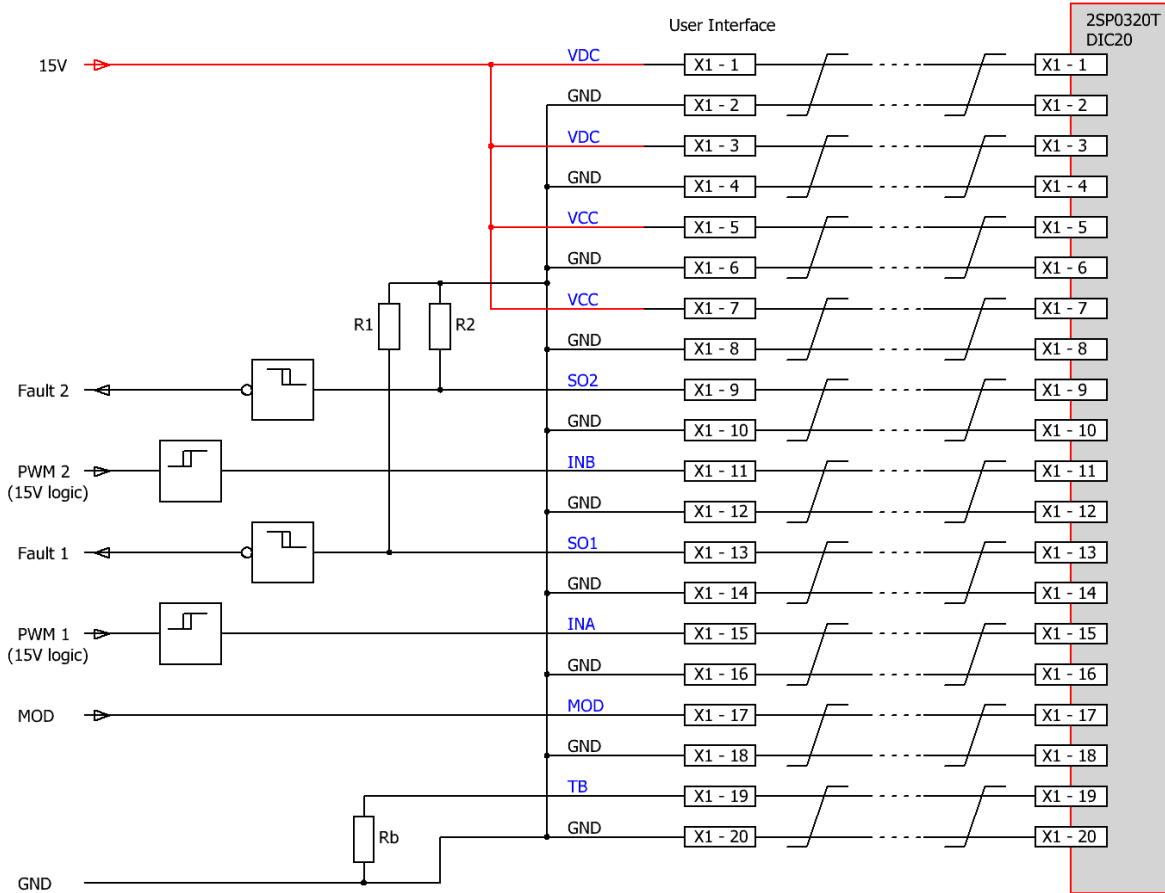 User Interface
2SP0320T
DIC20
15V
VDC
X1 - 1
X1 - 1
GND
X1 - 2
X1 - 2
VDC
X1 - 3
X1 - 3
GND
X1 - 4
X1 - 4
VCC
X1 - 5
X1 - 5
GND
X1 - 6
X1 - 6
R1
R2
VCC
X1 - 7
X1 - 7
GND
X1 - 8
X1 - 8
Fault 2
SO2
X1 - 9
X1 - 9
GND
X1 - 10
X1 - 10
PWM 2
(15V logic)
INB
X1 - 11
X1 - 11
GND
X1 - 12
X1 - 12
Fault 1
SO1
X1 - 13
X1 - 13
GND
X1 - 14
X1 - 14
PWM 1
(15V logic)
INA
X1 - 15
X1 - 15
GND
X1 - 16
X1 - 16
MOD
MOD
X1 - 17
X1 - 17
GND
X1 - 18
X1 - 18
TB
X1 - 19
X1 - 19
Rb
GND
X1 - 20
X1 - 20
GND